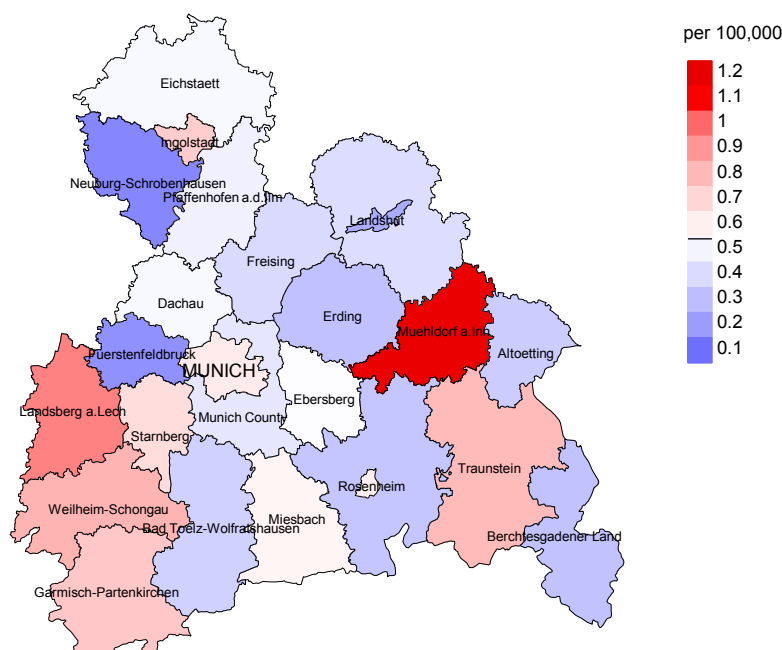 per 100,000
1.2
1.1
1
0.9
0.8
0.7
0.6
0.5
0.4
0.3
0.2
0.1
Eichstaett
Ingolstadt
Neuburg-Schrobenhausen
Pfaffenhofen a.d.Ilm
Landshut
Freising
Dachau
Erding
Muehldorf a.Inn
Altoetting
Fuerstenfeldbruck
MUNICH
Ebersberg
Landsberg a.Lech
Munich County
Starnberg
Traunstein
Rosenheim
Weilheim-Schongau
Miesbach
Bad Toelz-Wolfratshausen
Berchtesgadener Land
Garmisch-Partenkirchen